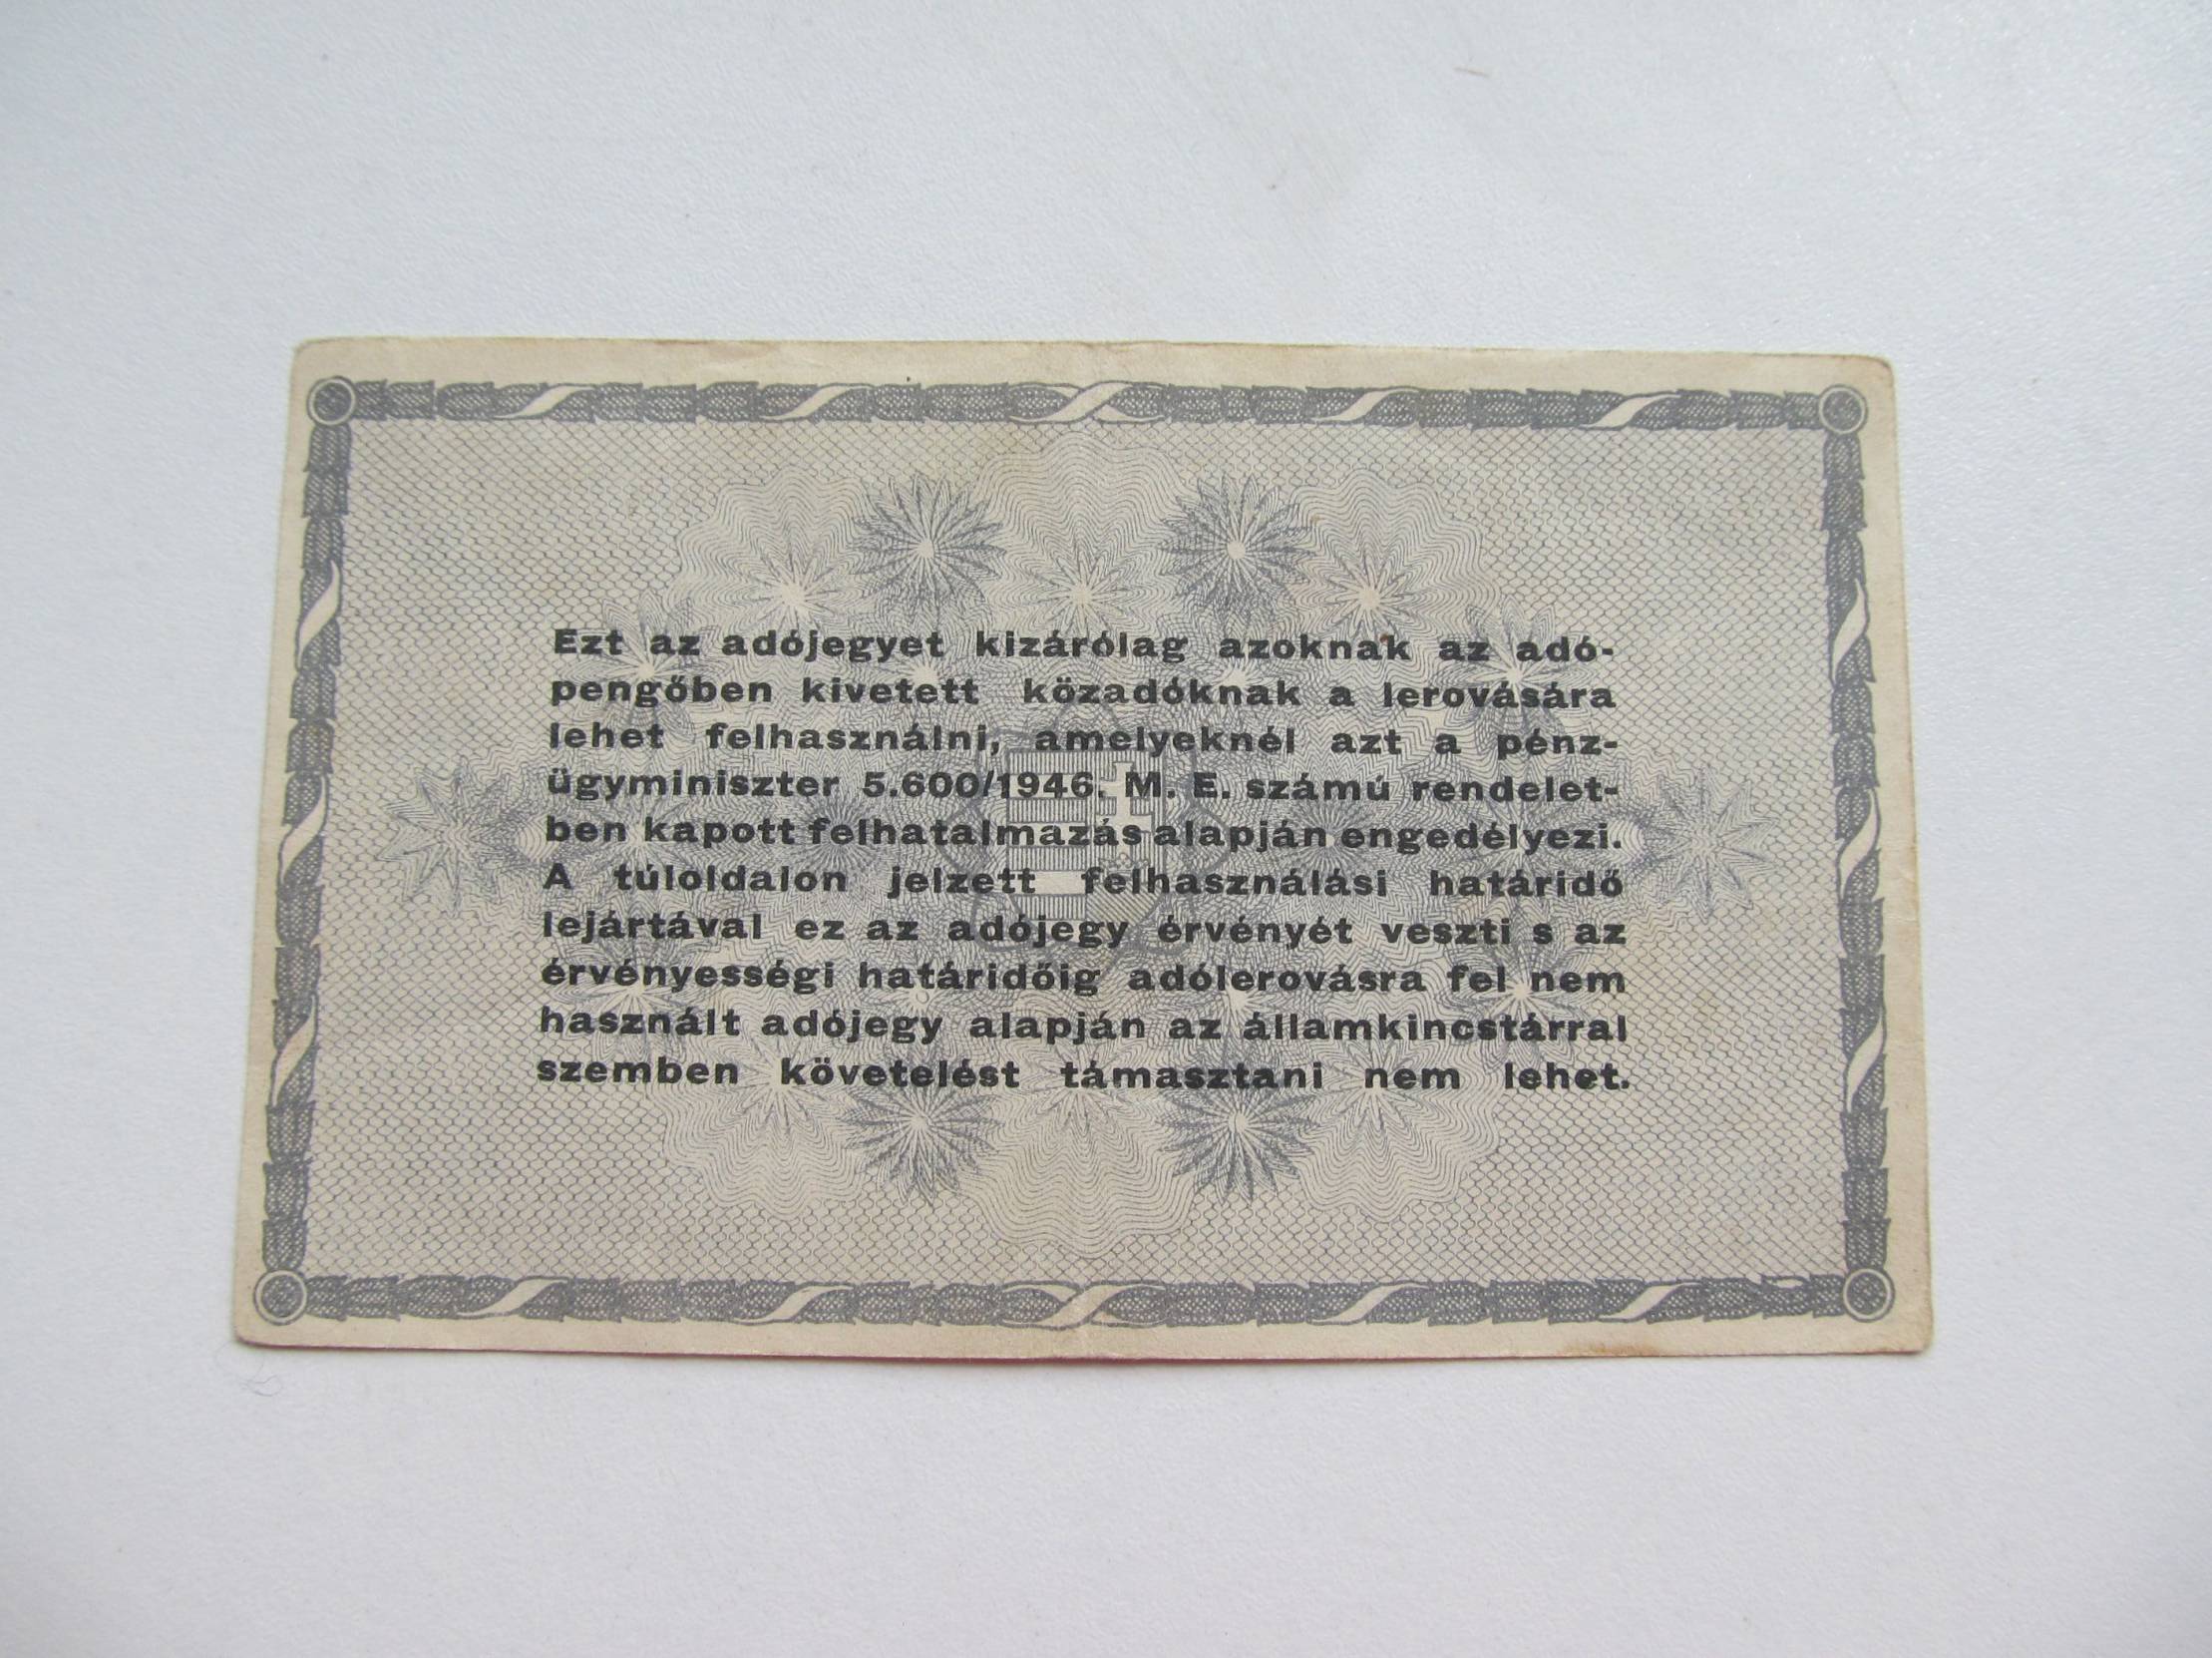 Ezt az adójegyet kizárólag azoknak az adó-
pengőben kivetett közadóknak a lerovására
lehet felhasználni, amelyeknél azt a pénz-
ügyminiszter 5.600/1946. M. E. számú rendelet-
ben kapott felhatalmazás alapján engedélyezi.
A túloldalon jelzett felhasználási határidő
lejártával ez az adójegy érvényét veszti s az
érvényességi határidőig adólerovásra fel nem
használt adójegy alapján az államkincstárral
szemben követelést támasztani nem lehet.